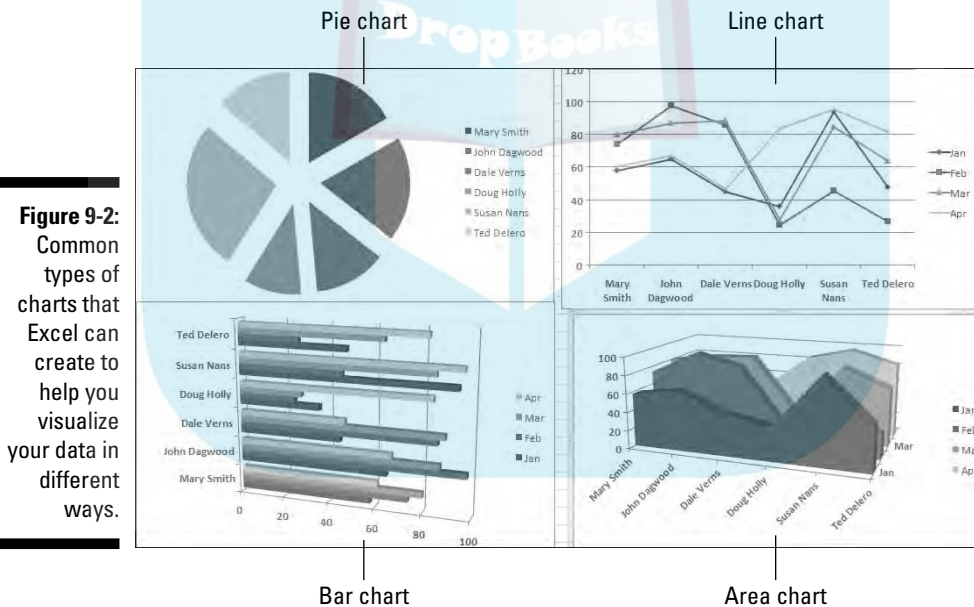 Pie chart
Line chart
Drop Books
Mary Smith
John Dagwood
Dale Verns
Doug Holly
Susan Nans
Ted Delero
120
100
80
60
40
20
0
Mary Smith
John Dagwood
Dale Verns
Doug Holly
Susan Nans
Ted Delero
Jan
Feb
Mar
Apr
Figure 9-2:
Common
types of
charts that
Excel can
create to
help you
visualize
your data in
different
ways.
Ted Delero
Susan Nans
Doug Holly
Dale Verns
John Dagwood
Mary Smith
0
20
40
60
80
100
Apr
Mar
Feb
Jan
100
80
60
40
20
0
Mary Smith
John Dagwood
Dale Verns
Doug Holly
Susan Nans
Ted Delero
Mar
Jan
Jan
Bar chart
Area chart